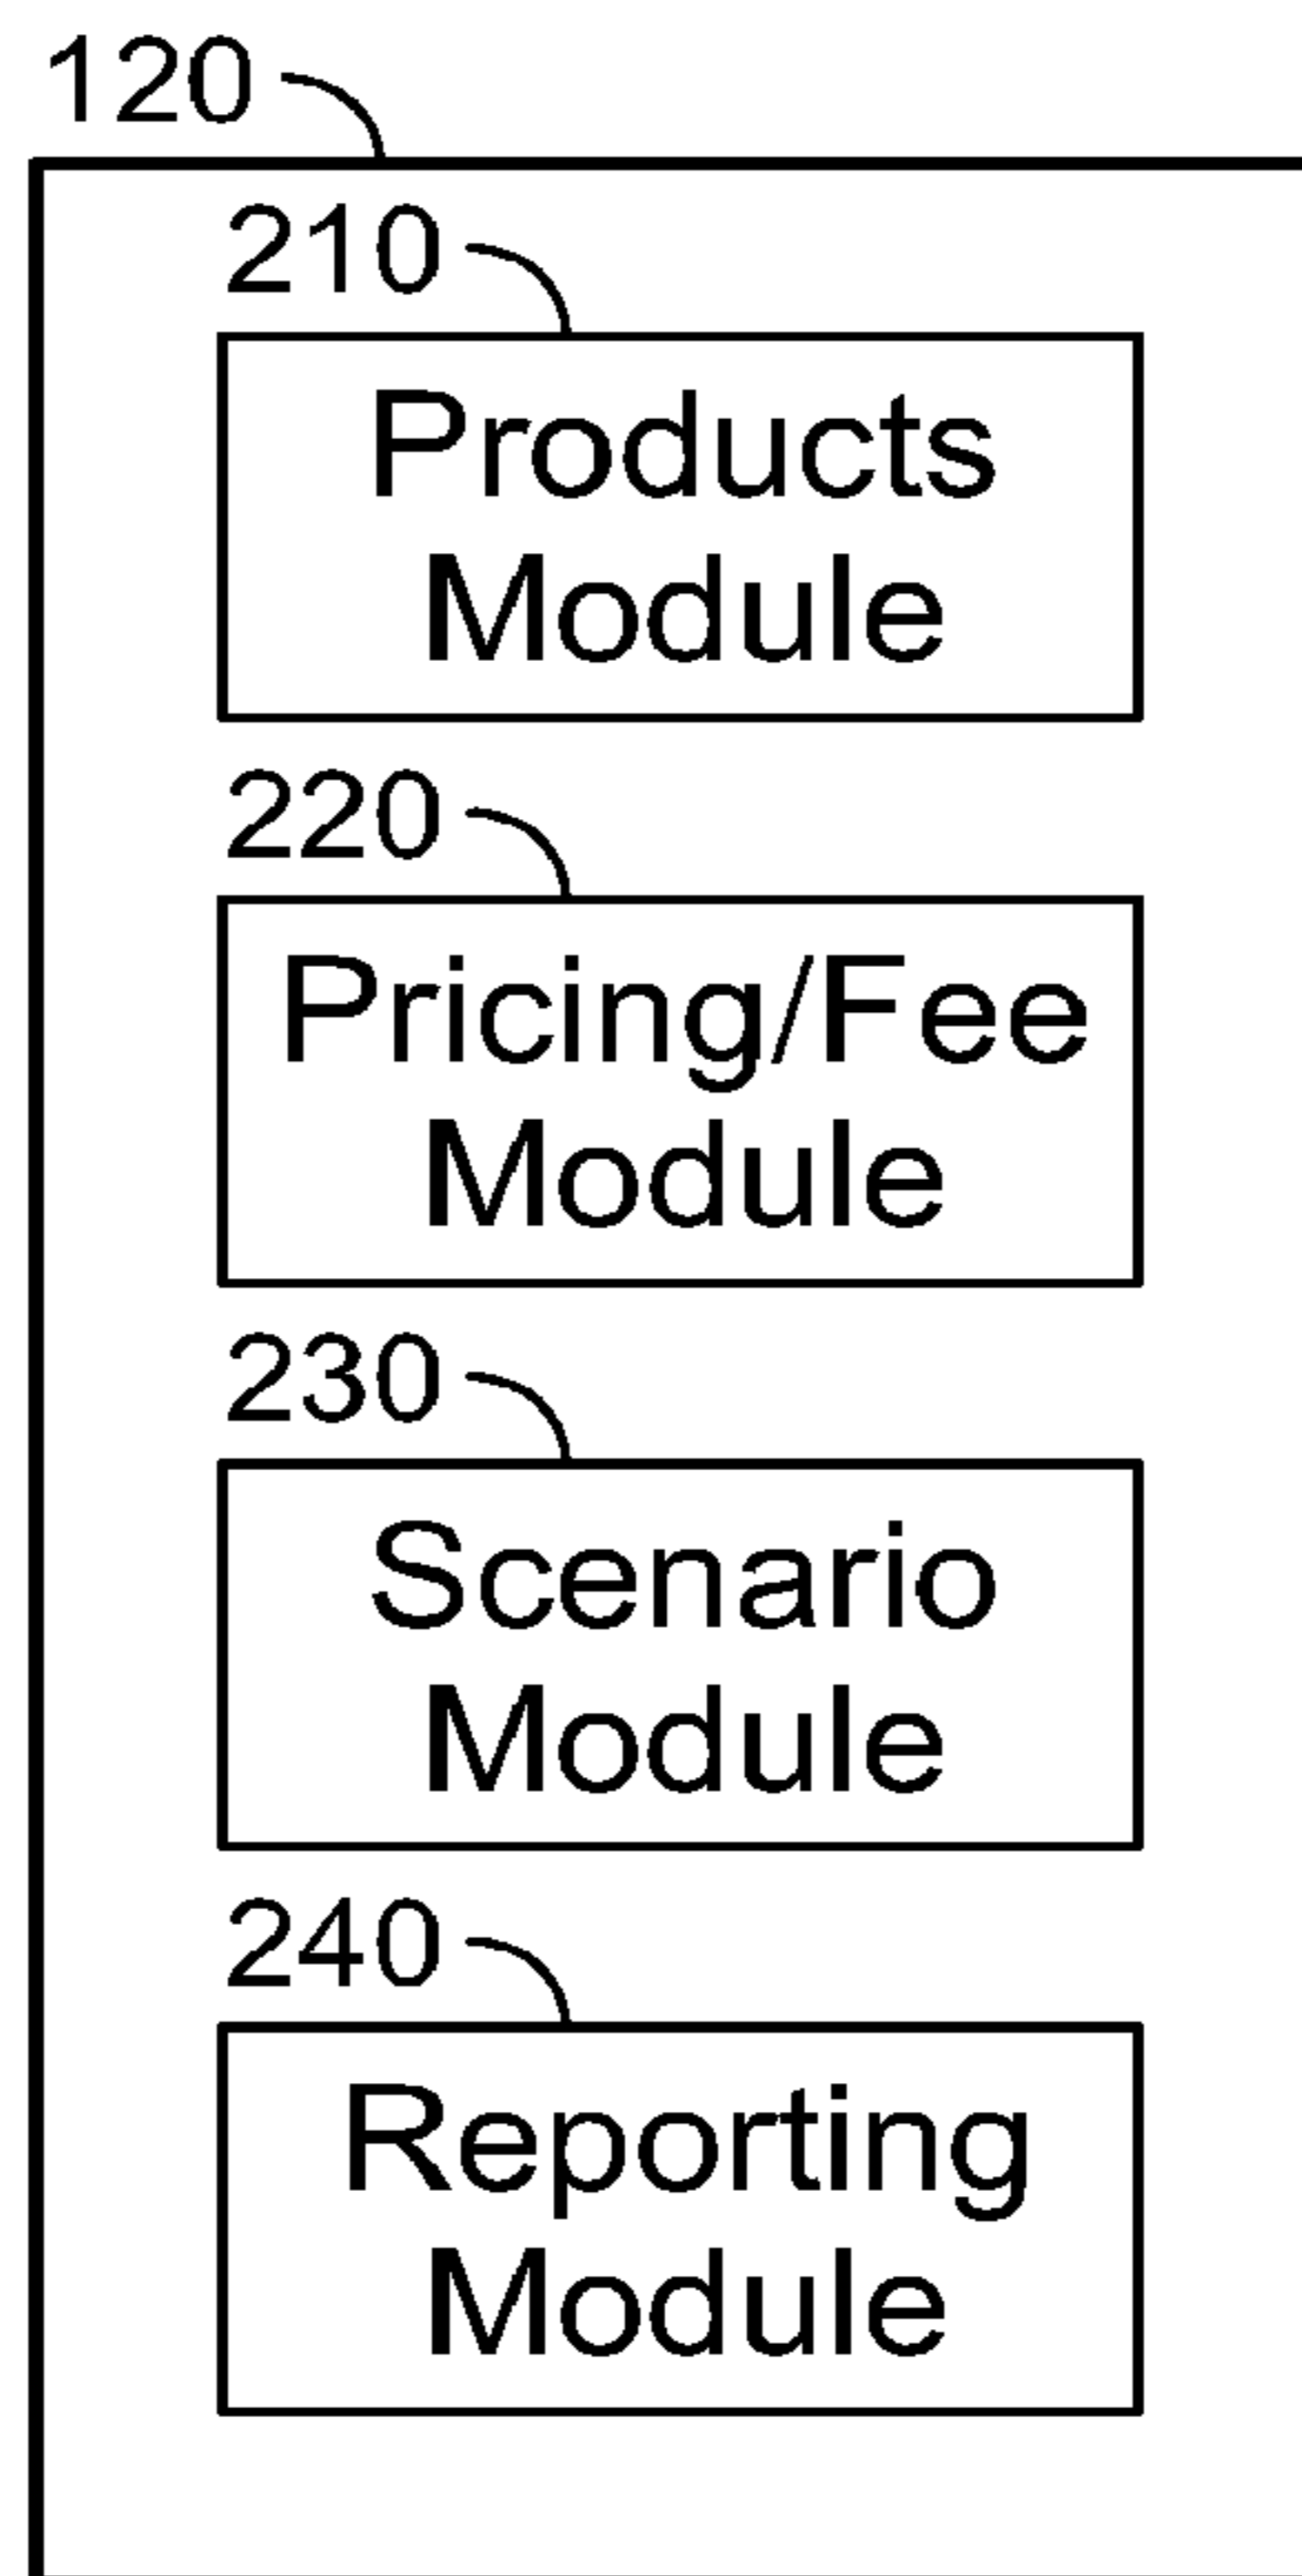 120
210
Products
Module
220
Pricing/Fee
Module
230
Scenario
Module
240
Reporting
Module